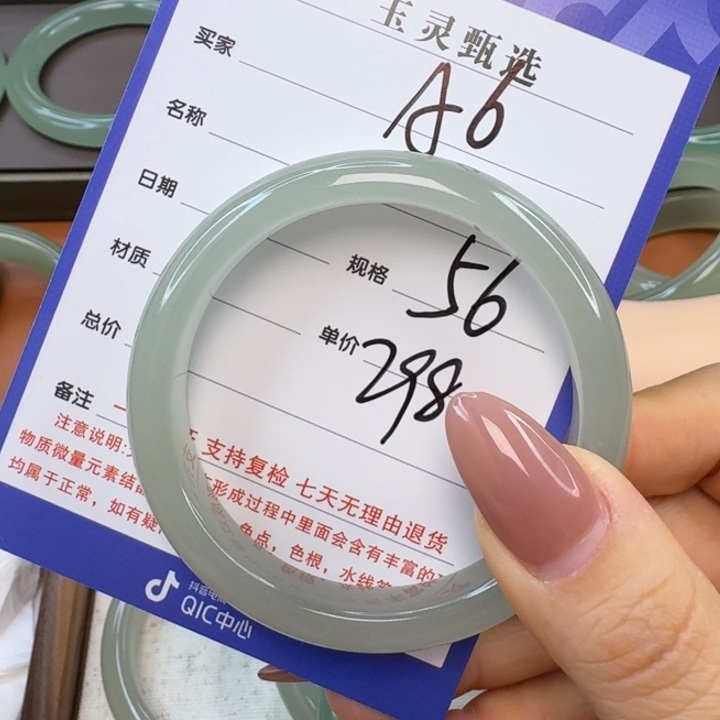 玉灵甄选
买家
A6
名称
日期
材质
规格 56
总价
单价 298
备注
支持复检 七天无理由退货
注意说明:
物质微量元素结
形成过程中里面会含有丰富的
均属于正常，如有疑
色点，色根，水线
抖音电商
QIC中心